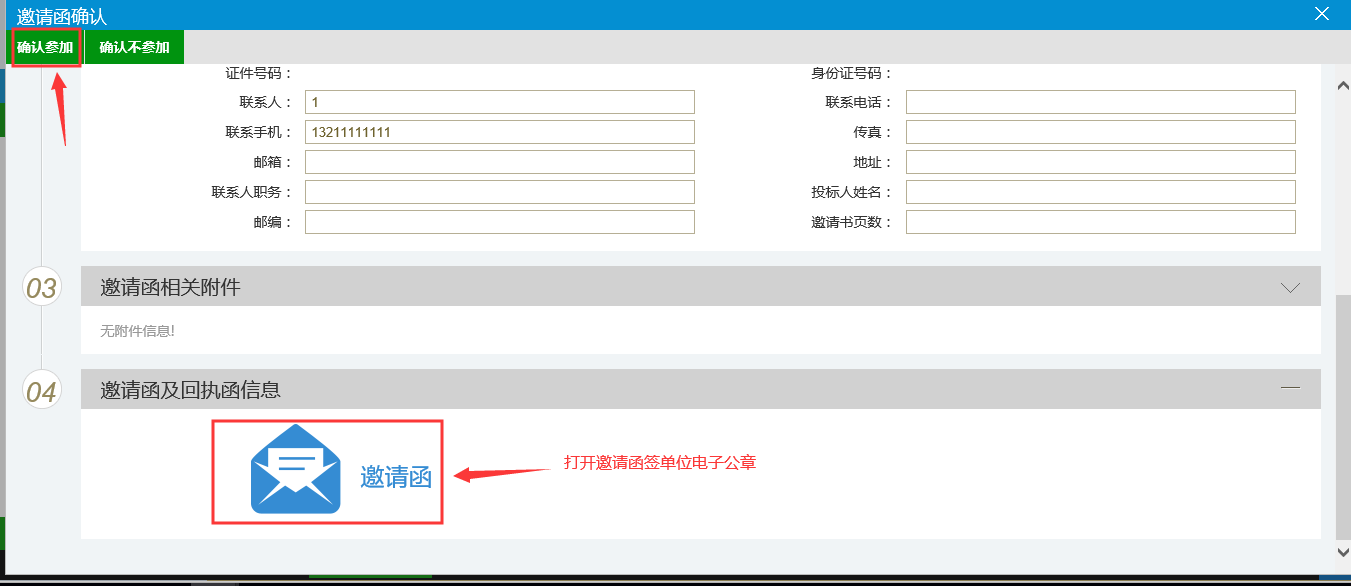 邀请函确认
确认参加 确认不参加
证件号码： 身份证号码：
联系人： 1 联系电话：
联系手机： 13211111111 传真：
邮箱： 地址：
联系人职务： 投标人姓名：
邮编： 邀请书页数：
03 邀请函相关附件
无附件信息!
04 邀请函及回执函信息
邀请函 打开邀请函签单位电子公章